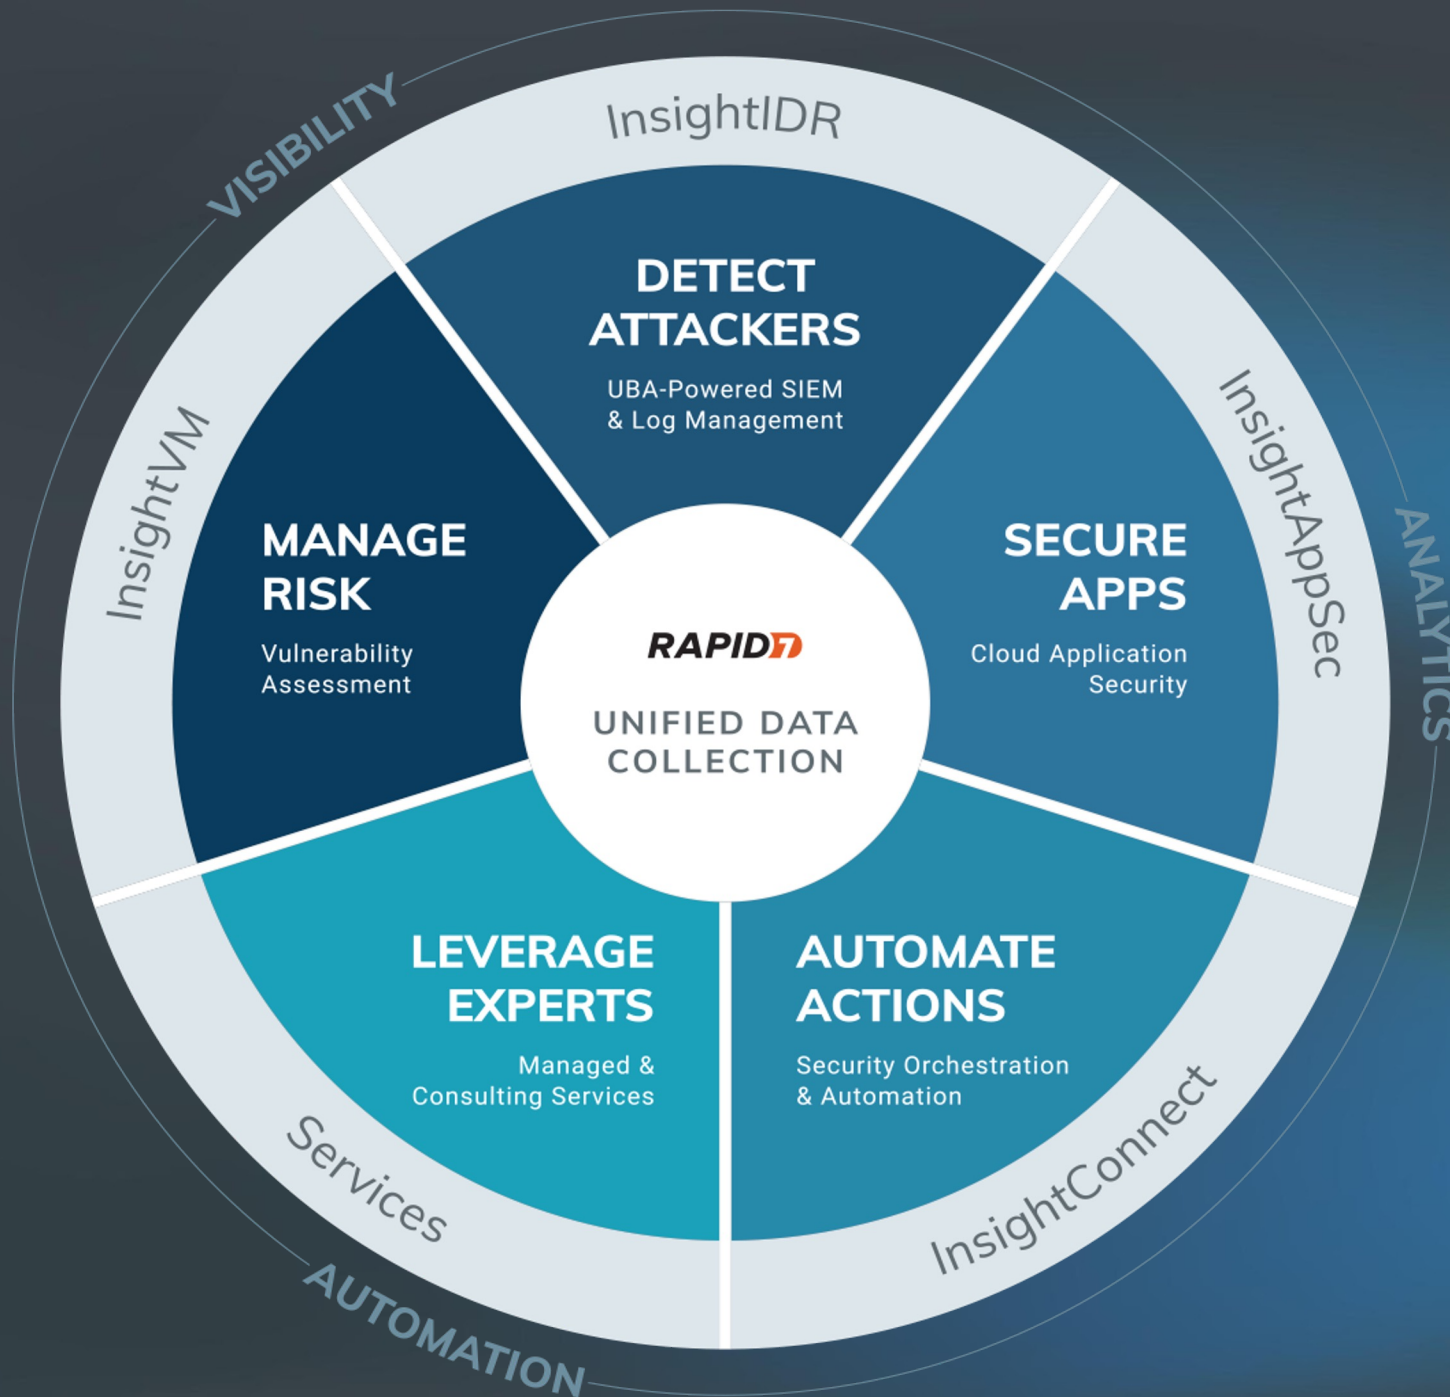 VISIBILITY
InsightIDR
DETECT
ATTACKERS
UBA-Powered SIEM
& Log Management
InsightAppSec
SECURE
APPS
Cloud Application
Security
ANALYTICS
InsightVM
MANAGE
RISK
Vulnerability
Assessment
RAPID7
UNIFIED DATA
COLLECTION
LEVERAGE
EXPERTS
Managed &
Consulting Services
Services
AUTOMATE
ACTIONS
Security Orchestration
& Automation
InsightConnect
AUTOMATION